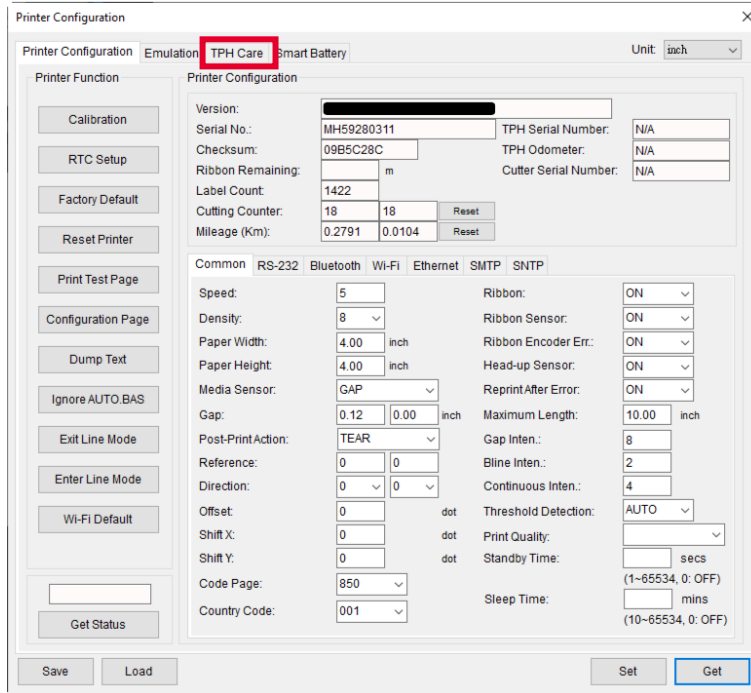 Printer Configuration
Printer Configuration Emulation TPH Care Smart Battery Unit: inch
Printer Function
Calibration
RTC Setup
Factory Default
Reset Printer
Print Test Page
Configuration Page
Dump Text
Ignore AUTO.BAS
Exit Line Mode
Enter Line Mode
Wi-Fi Default
Get Status
Printer Configuration
Version:
Serial No.: MH59280311 TPH Serial Number: N/A
Checksum: 09B5C28C TPH Odometer: N/A
Ribbon Remaining: m Cutter Serial Number: N/A
Label Count: 1422
Cutting Counter: 18 18 Reset
Mileage (Km): 0.2791 0.0104 Reset
Common RS-232 Bluetooth Wi-Fi Ethernet SMTP SNTP
Speed: 5 Ribbon: ON
Density: 8 Ribbon Sensor: ON
Paper Width: 4.00 inch Ribbon Encoder Err.: ON
Paper Height: 4.00 inch Head-up Sensor: ON
Media Sensor: GAP Reprint After Error: ON
Gap: 0.12 0.00 inch Maximum Length: 10.00 inch
Post-Print Action: TEAR Gap Inten.: 8
Reference: 0 0 Bline Inten.: 2
Direction: 0 0 Continuous Inten.: 4
Offset: 0 dot Threshold Detection: AUTO
Shift X: 0 dot Print Quality:
Shift Y: 0 dot Standby Time: secs
(1~65534, 0: OFF)
Code Page: 850
Sleep Time: mins
Country Code: 001
(10~65534, 0: OFF)
Save Load Set Get